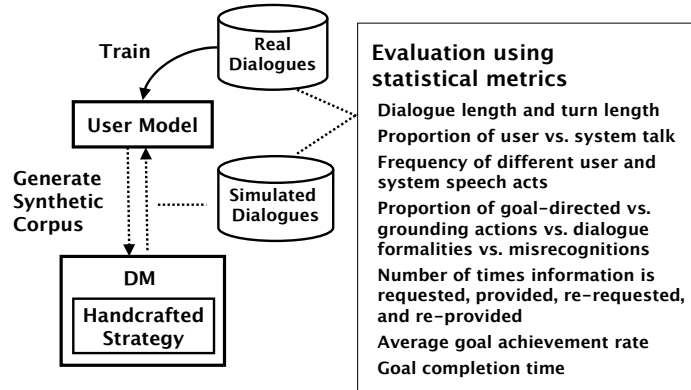 Train
Real
Dialogues
User Model
Generate
Synthetic
Corpus
Simulated
Dialogues
DM
Handcrafted
Strategy
Evaluation using
statistical metrics
Dialogue length and turn length
Proportion of user vs. system talk
Frequency of different user and
system speech acts
Proportion of goal-directed vs.
grounding actions vs. dialogue
formalities vs. misrecognitions
Number of times information is
requested, provided, re-requested,
and re-provided
Average goal achievement rate
Goal completion time